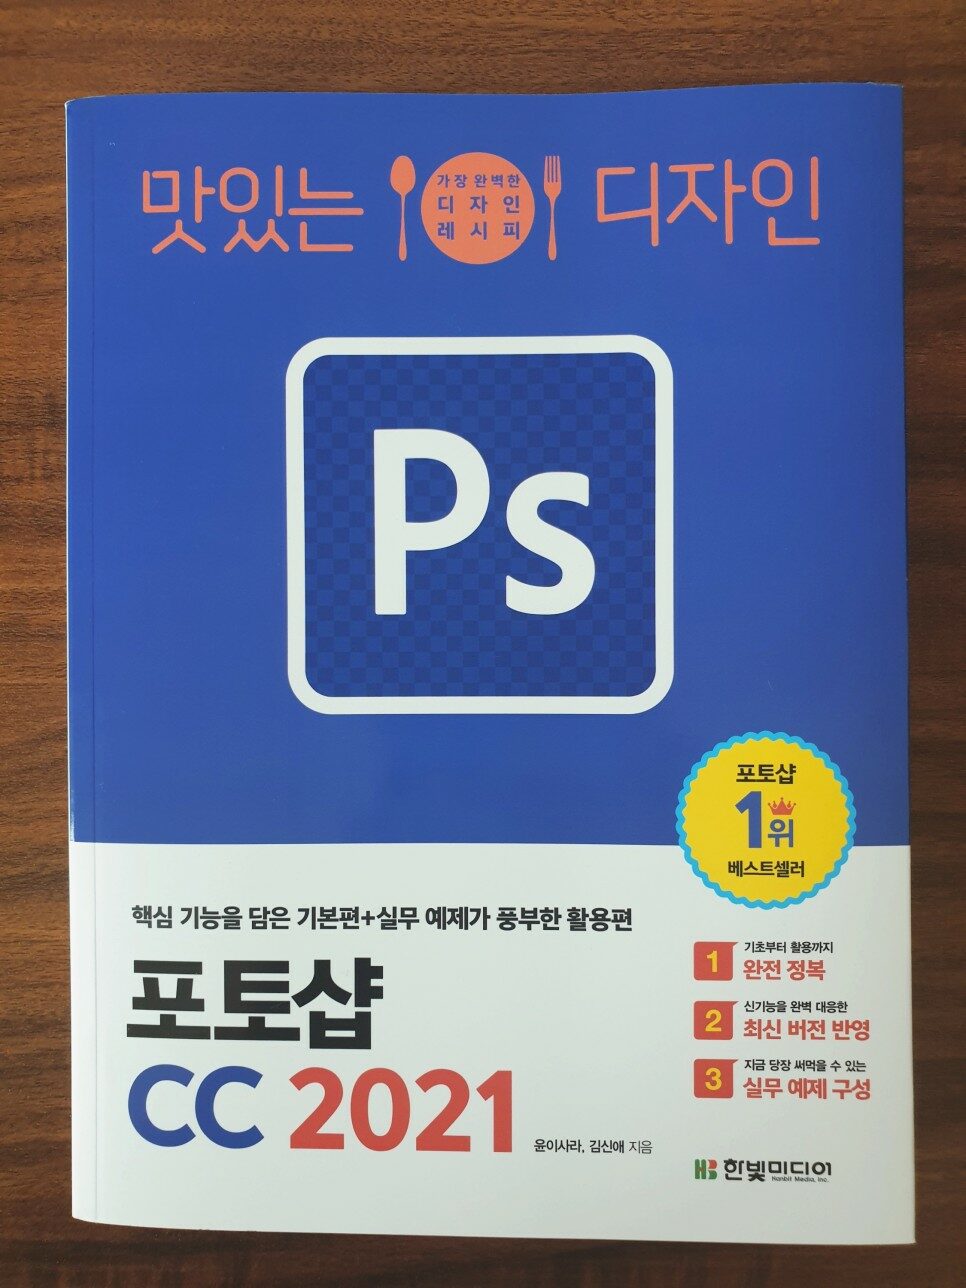 맛있는 디자인
가장 완벽한
디자인
레시피
Ps
포토샵
1위
베스트셀러
핵심 기능을 담은 기본편+실무 예제가 풍부한 활용편
포토샵
CC 2021
윤이사라, 김신애 지음
1 기초부터 활용까지
완전 정복
2 신기능을 완벽 대응한
최신 버전 반영
3 지금 당장 써먹을 수 있는
실무 예제 구성
HB 한빛미디어
Hanbit Media, Inc.